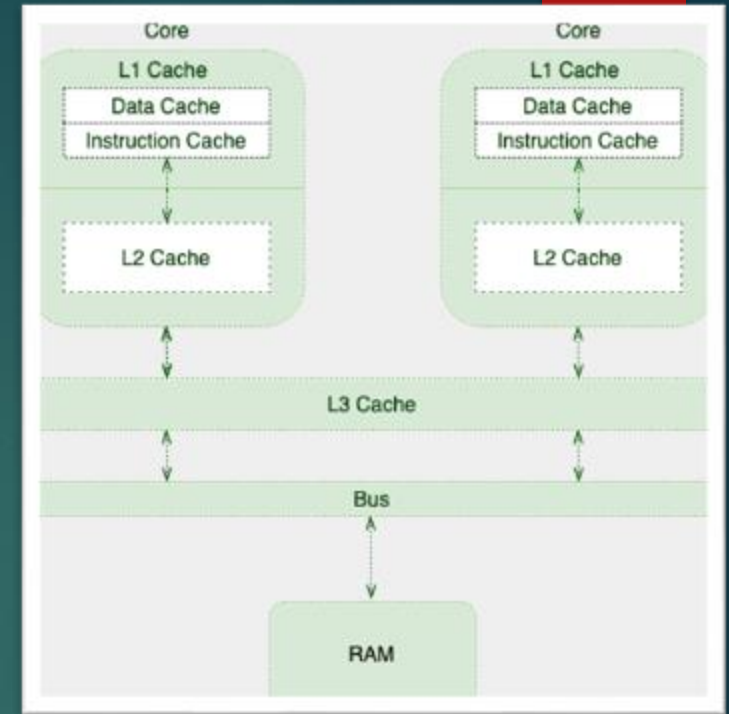 Core
Core
L1 Cache
L1 Cache
Data Cache
Data Cache
Instruction Cache
Instruction Cache
L2 Cache
L2 Cache
L3 Cache
Bus
RAM